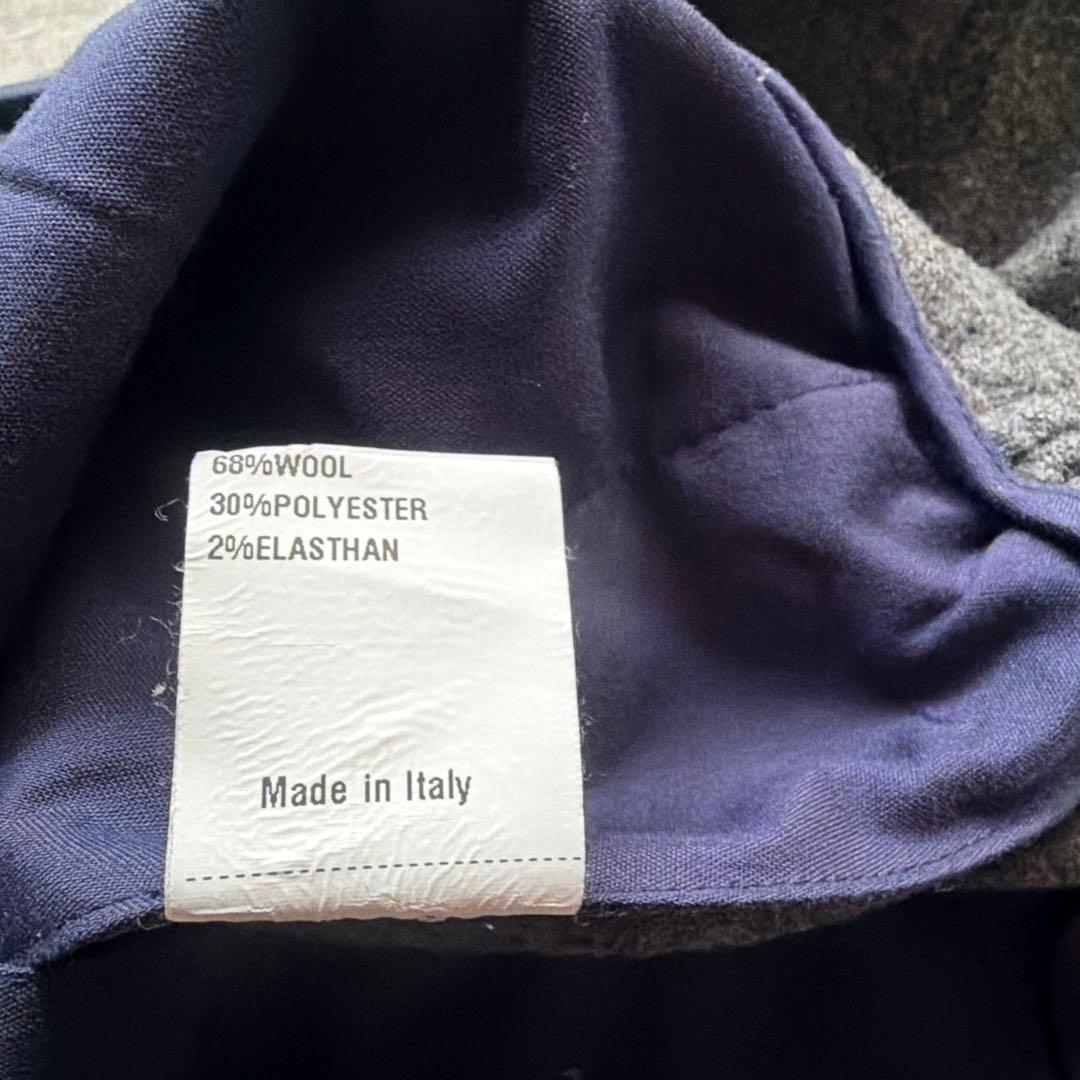 68%WOOL
30%POLYESTER
2%ELASTHAN
Made in Italy